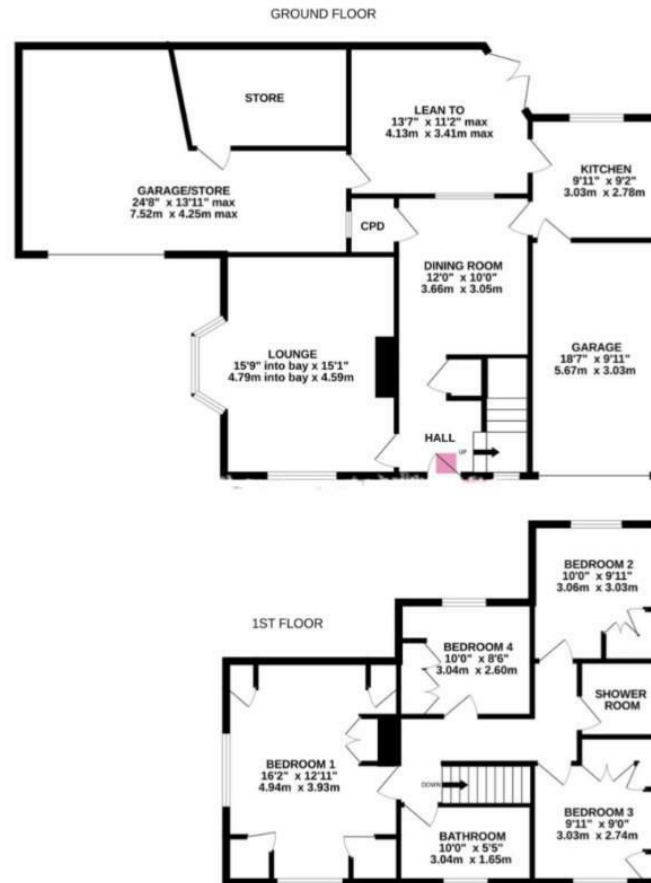 GROUND FLOOR
STORE
LEAN TO
13'7" x 11'2" max
4.13m x 3.41m max
KITCHEN
9'11" x 9'2"
3.03m x 2.78m
GARAGE/STORE
24'8" x 13'11" max
7.52m x 4.25m max
CPD
DINING ROOM
12'0" x 10'0"
3.66m x 3.05m
LOUNGE
15'9" into bay x 15'1"
4.79m into bay x 4.59m
GARAGE
18'7" x 9'11"
5.67m x 3.03m
HALL
UP
1ST FLOOR
BEDROOM 2
10'0" x 9'11"
3.06m x 3.03m
BEDROOM 4
10'0" x 8'6"
3.04m x 2.60m
SHOWER
ROOM
BEDROOM 1
16'2" x 12'11"
4.94m x 3.93m
DOWN
BEDROOM 3
9'11" x 9'0"
3.03m x 2.74m
BATHROOM
10'0" x 5'5"
3.04m x 1.65m